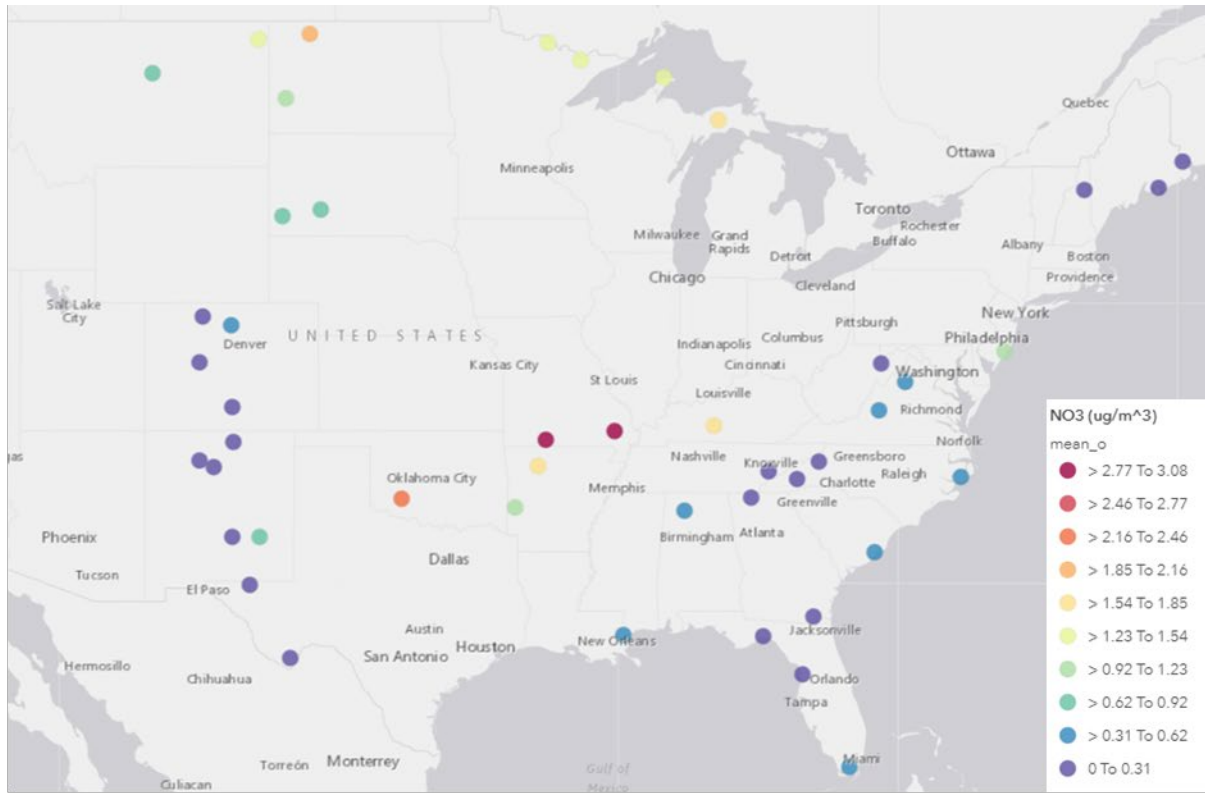 Quebec
Ottawa
Minneapolis
Toronto
Rochester
Milwaukee
Grand
Rapids
Buffalo
Albany
Detroit
Boston
Chicago
Cleveland
Providence
Salt Lake
City
New York
Pittsburgh
UNITED STATES
Denver
Indianapolis
Columbus
Philadelphia
Kansas City
Cincinnati
Washington
St Louis
Louisville
Richmond
Norfolk
gas
Nashville
Knoxville
Greensboro
Oklahoma City
Memphis
Charlotte
Raleigh
Greenville
Phoenix
Birmingham
Atlanta
Dallas
Tucson
El Paso
Austin
New Orleans
Jacksonville
Houston
San Antonio
Hermosillo
Chihuahua
Orlando
Tampa
Torreón
Monterrey
Miami
Gulf of
Mexico
Culiacan
NO3 (ug/m^3)
mean_o
> 2.77 To 3.08
> 2.46 To 2.77
> 2.16 To 2.46
> 1.85 To 2.16
> 1.54 To 1.85
> 1.23 To 1.54
> 0.92 To 1.23
> 0.62 To 0.92
> 0.31 To 0.62
0 To 0.31